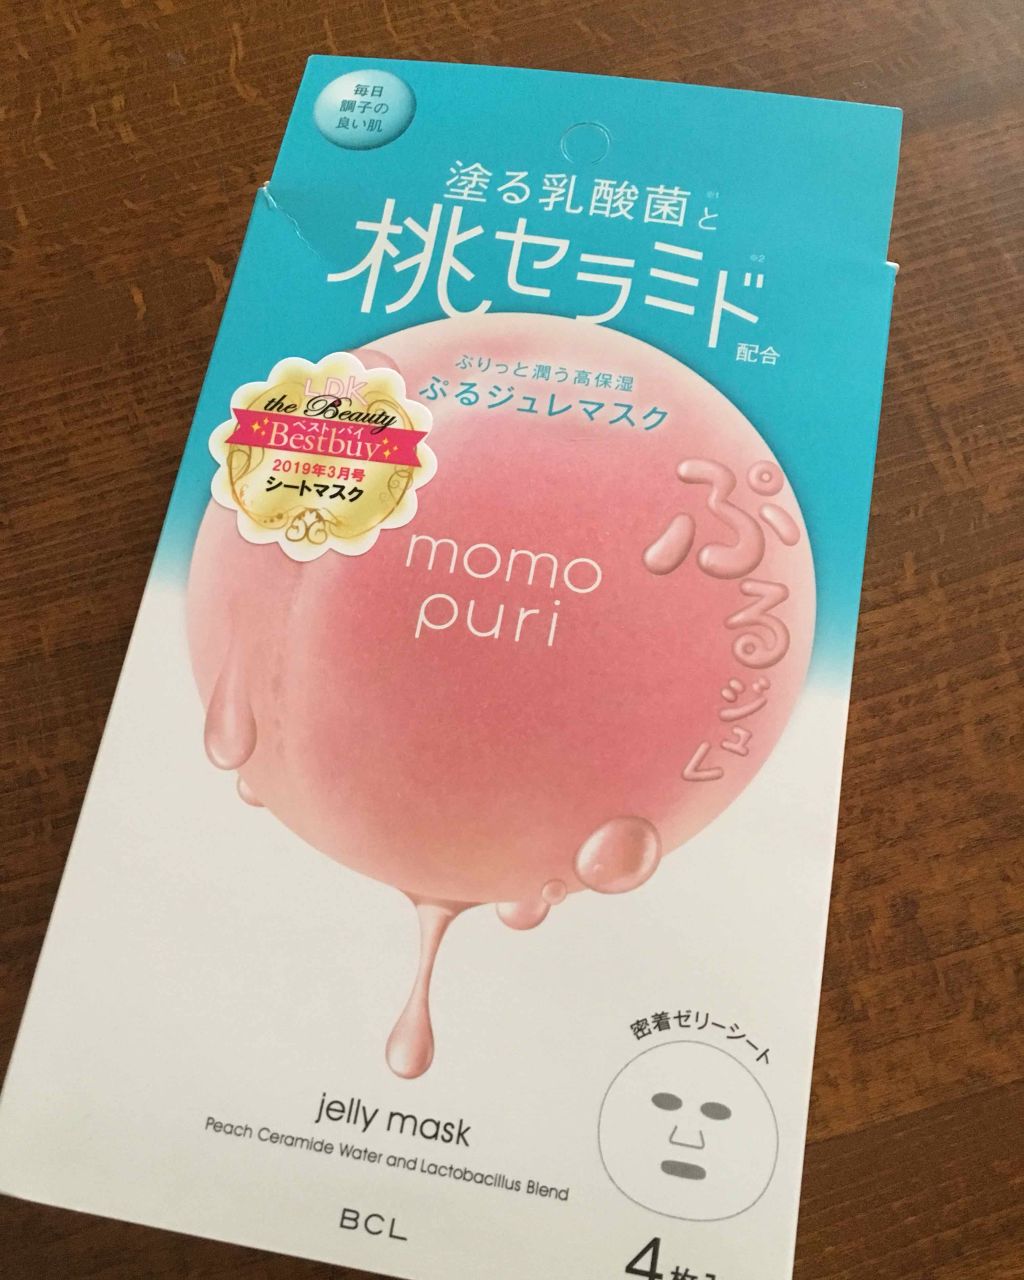 毎日
調子の
良い肌
塗る乳酸菌と ※1
桃セラミド ※2
配合
ぷりっと潤う高保湿
ぷるジュレマスク
LDK
the Beauty
ベストバイ
Bestbuy
2019年3月号
シートマスク
momo
puri
ぷるジュレ
密着ゼリーシート
jelly mask
Peach Ceramide Water and Lactobacillus Blend
BCL
4枚入